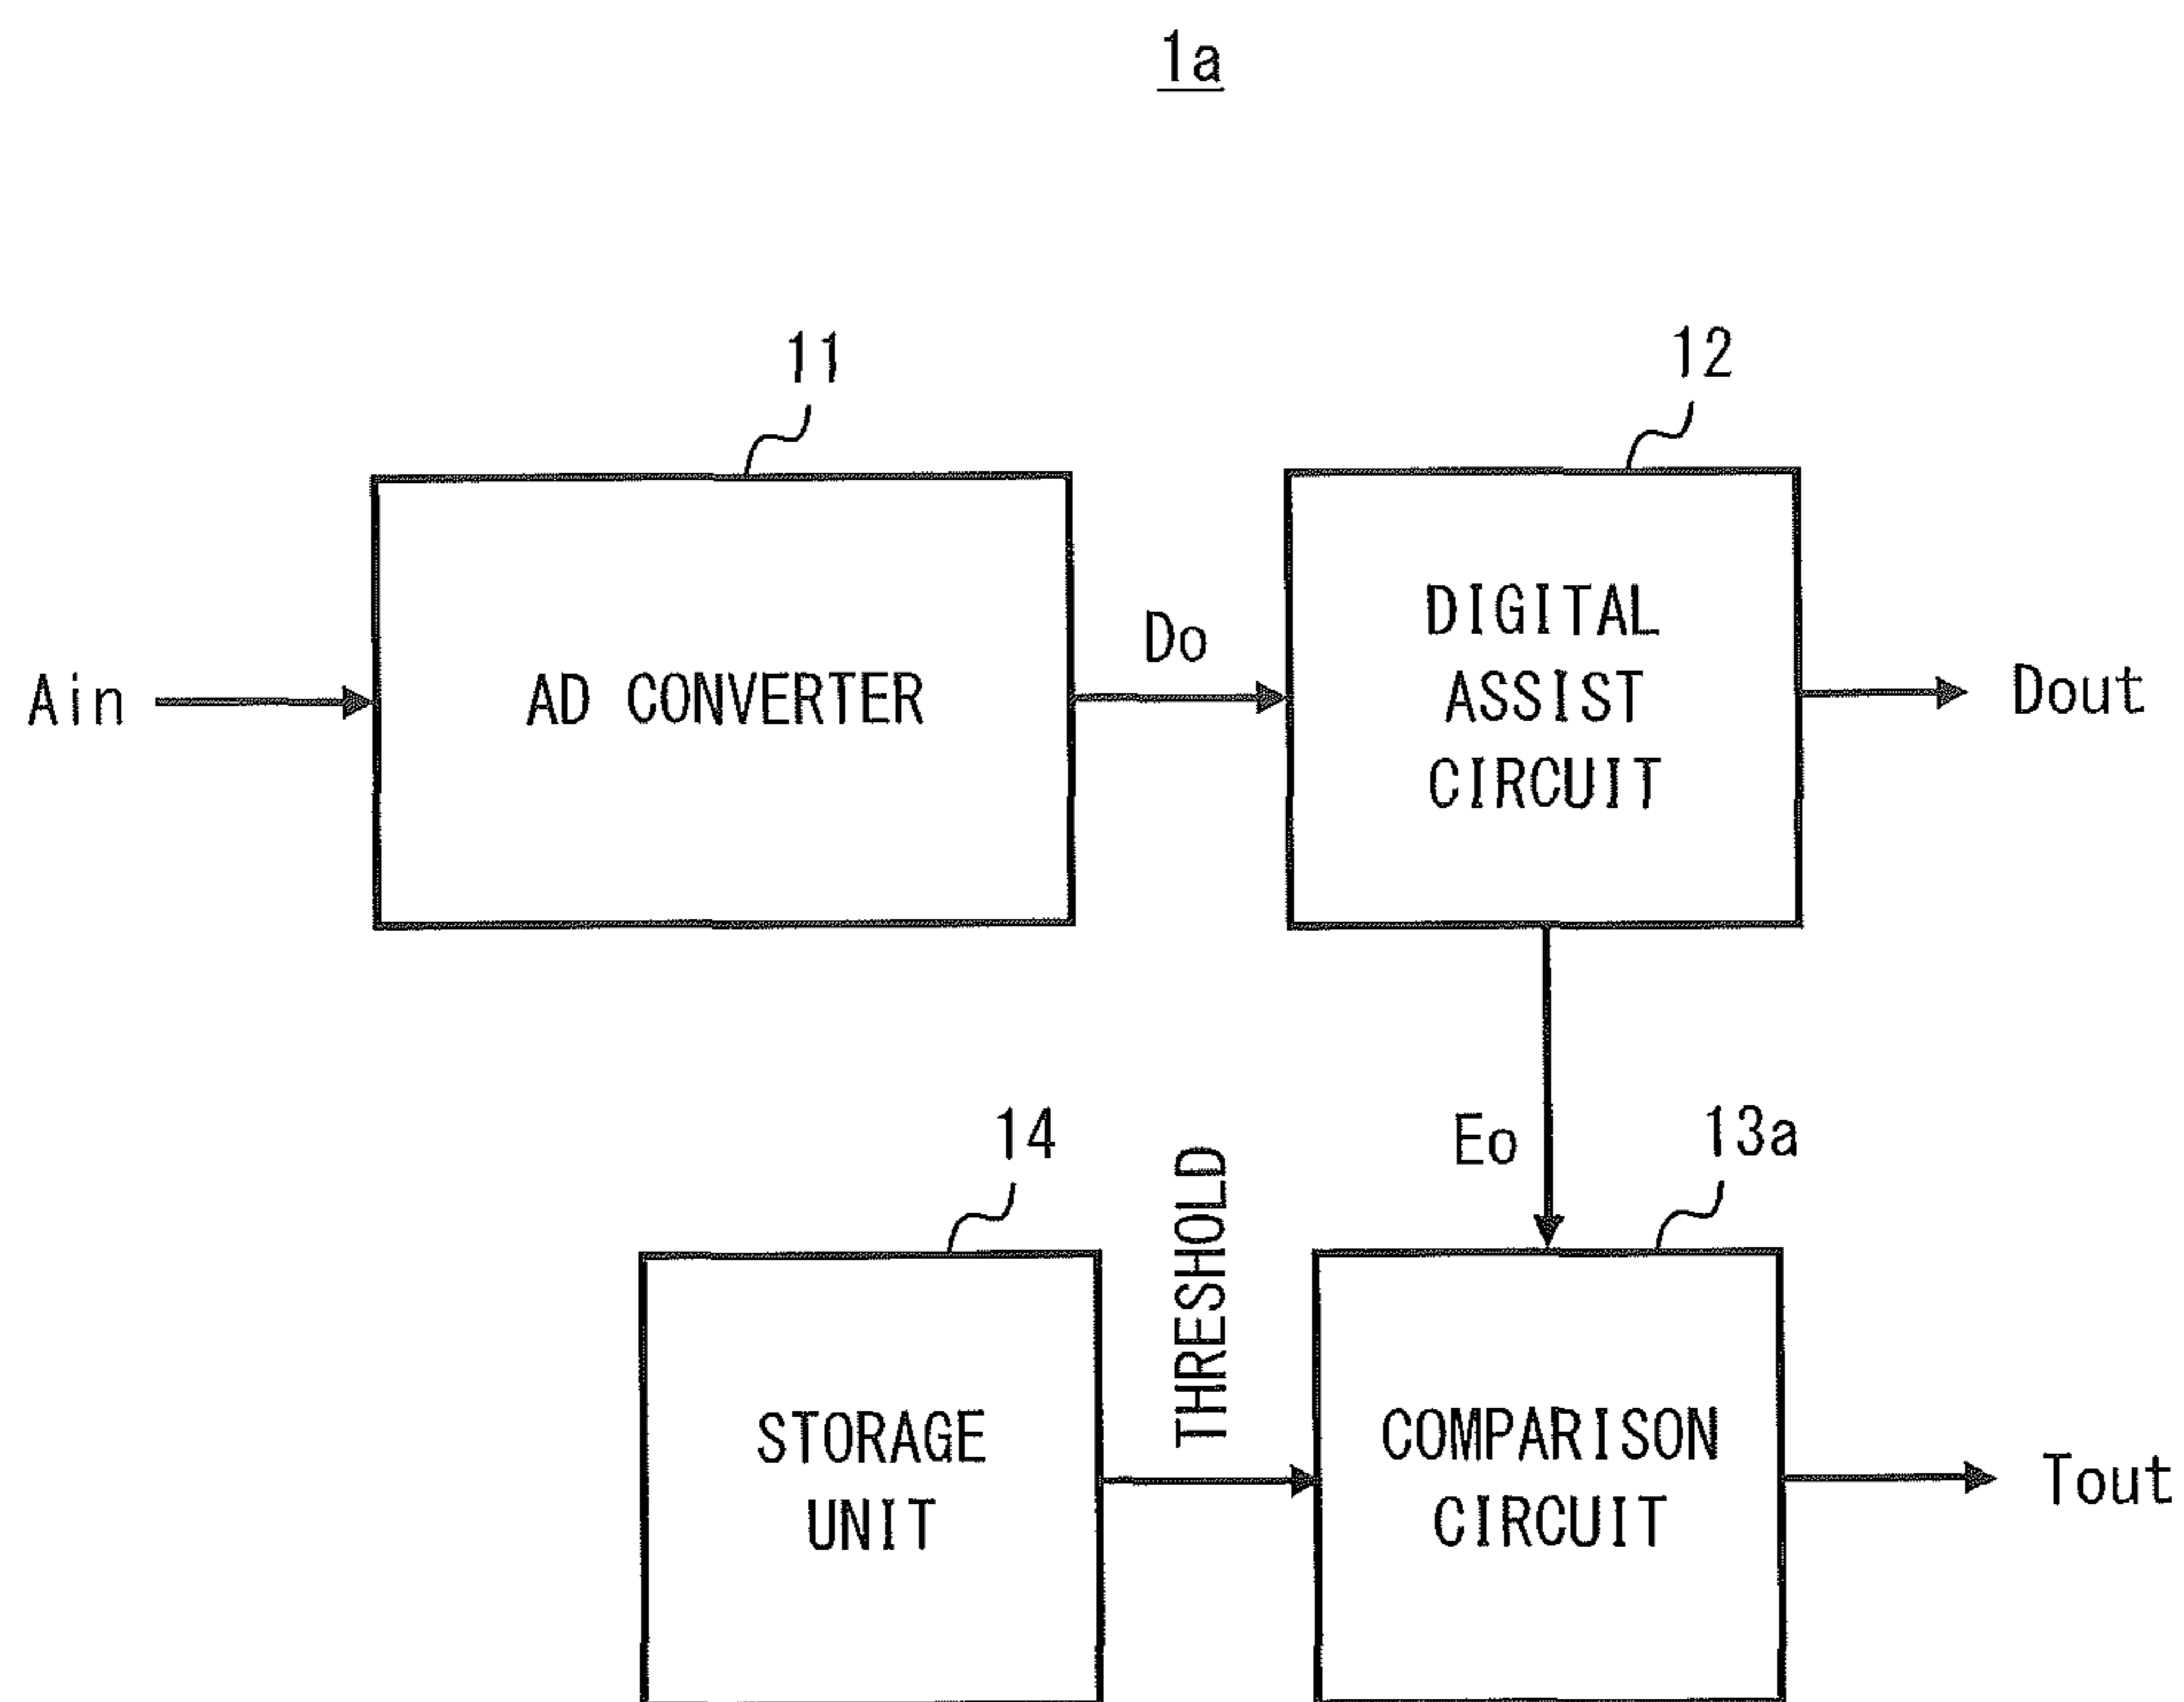 1a
11
12
Ain
AD CONVERTER
Do
DIGITAL
ASSIST
CIRCUIT
Dout
Eo
14
THRESHOLD
13a
STORAGE
UNIT
COMPARISON
CIRCUIT
Tout